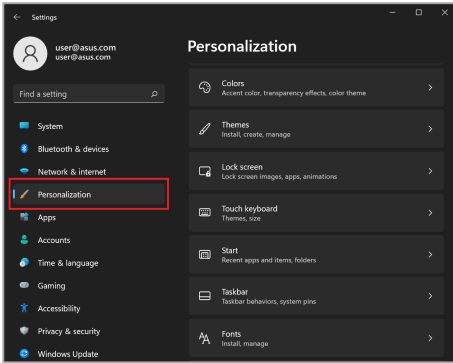 Settings
user@asus.com
user@asus.com
Find a setting
System
Bluetooth & devices
Network & internet
Personalization
Apps
Accounts
Time & language
Gaming
Accessibility
Privacy & security
Windows Update
Personalization
Colors
Accent color, transparency effects, color theme
Themes
Install, create, manage
Lock screen
Lock screen images, apps, animations
Touch keyboard
Themes, size
Start
Recent apps and items, folders
Taskbar
Taskbar behaviors, system pins
Fonts
Install, manage